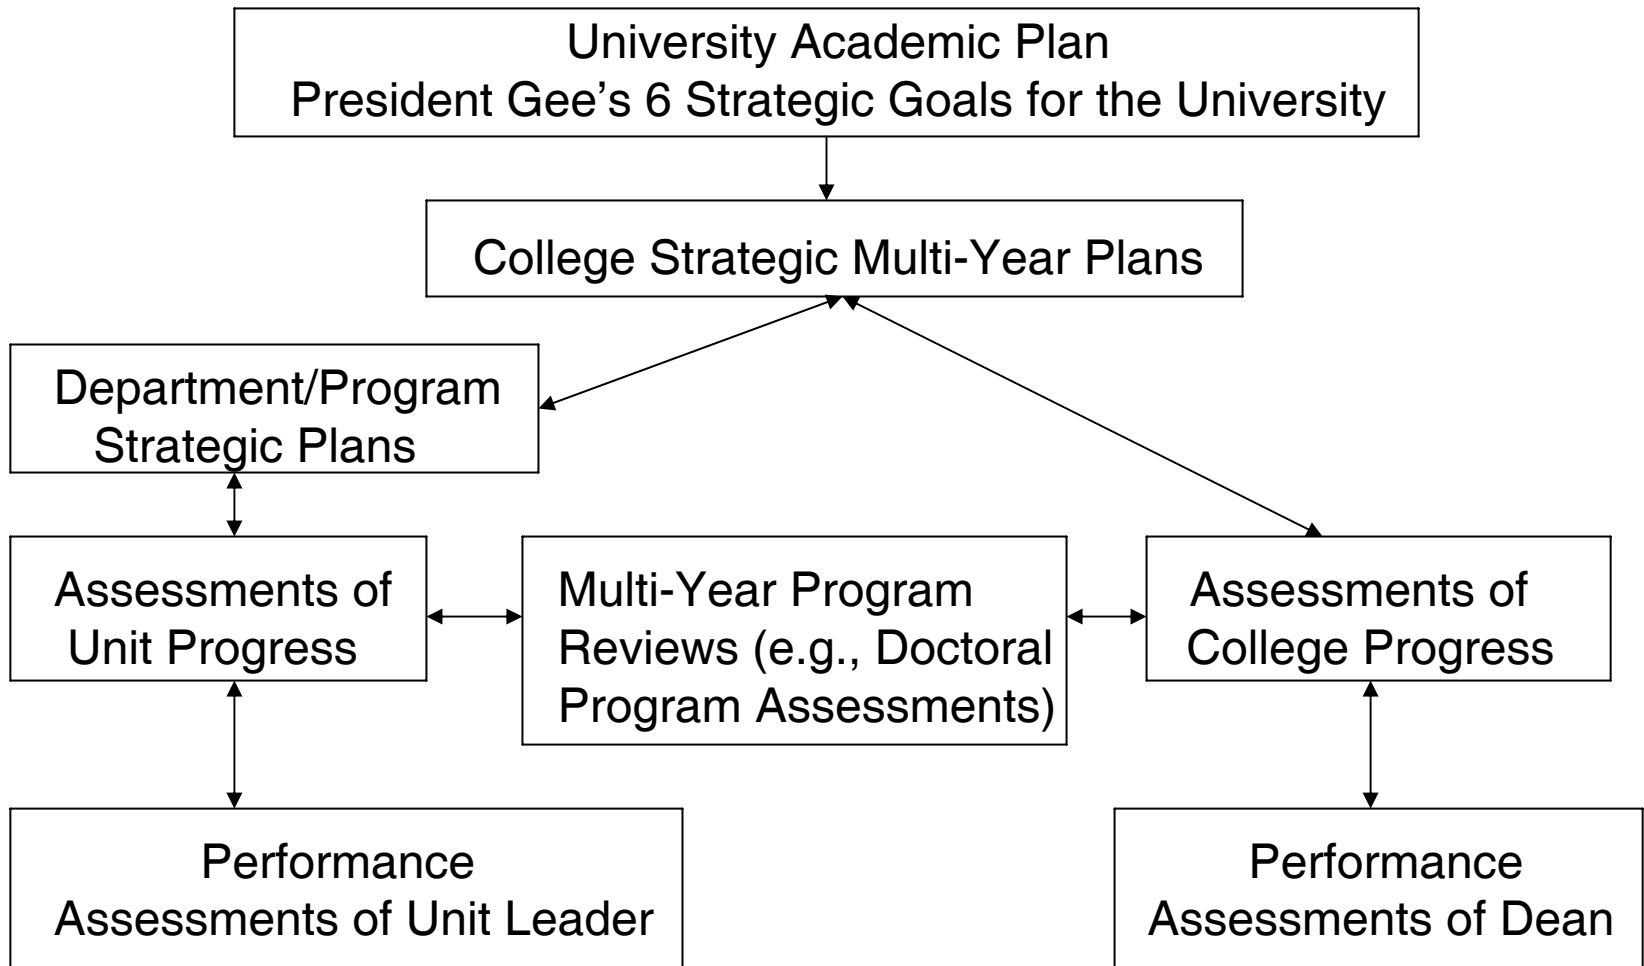 University Academic Plan
President Gee’s 6 Strategic Goals for the University
College Strategic Multi-Year Plans
Department/Program
Strategic Plans
Assessments of
Unit Progress
Multi-Year Program
Reviews (e.g., Doctoral
Program Assessments)
Assessments of
College Progress
Performance
Assessments of Unit Leader
Performance
Assessments of Dean